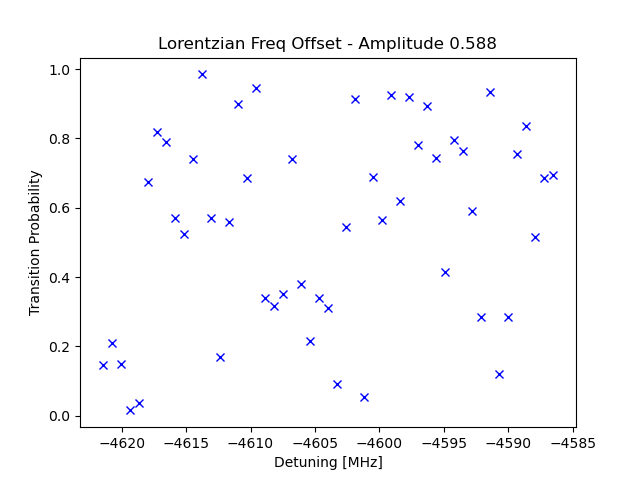 Lorentzian Freq Offset - Amplitude 0.588
1.0
0.8
0.6
0.4
0.2
0.0
Transition Probability
−4620 −4615 −4610 −4605 −4600 −4595 −4590 −4585
Detuning [MHz]